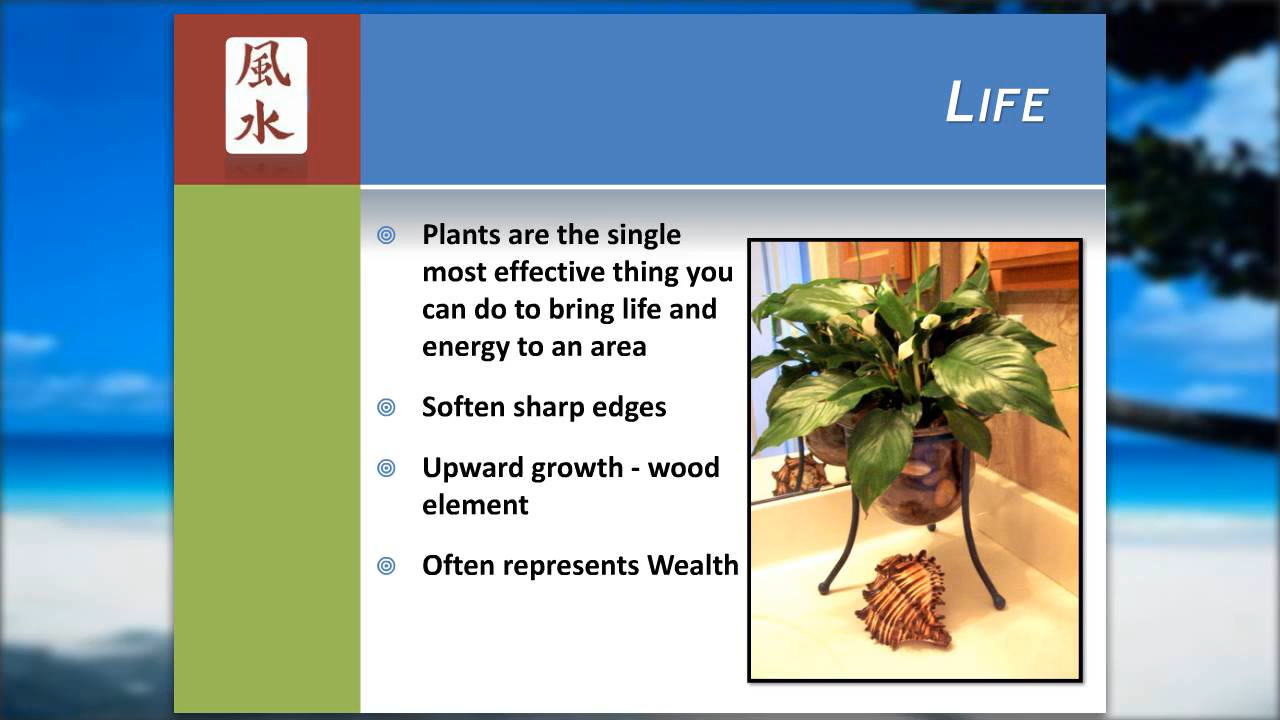 風
水
LIFE
Plants are the single
most effective thing you
can do to bring life and
energy to an area
Soften sharp edges
Upward growth - wood
element
Often represents Wealth